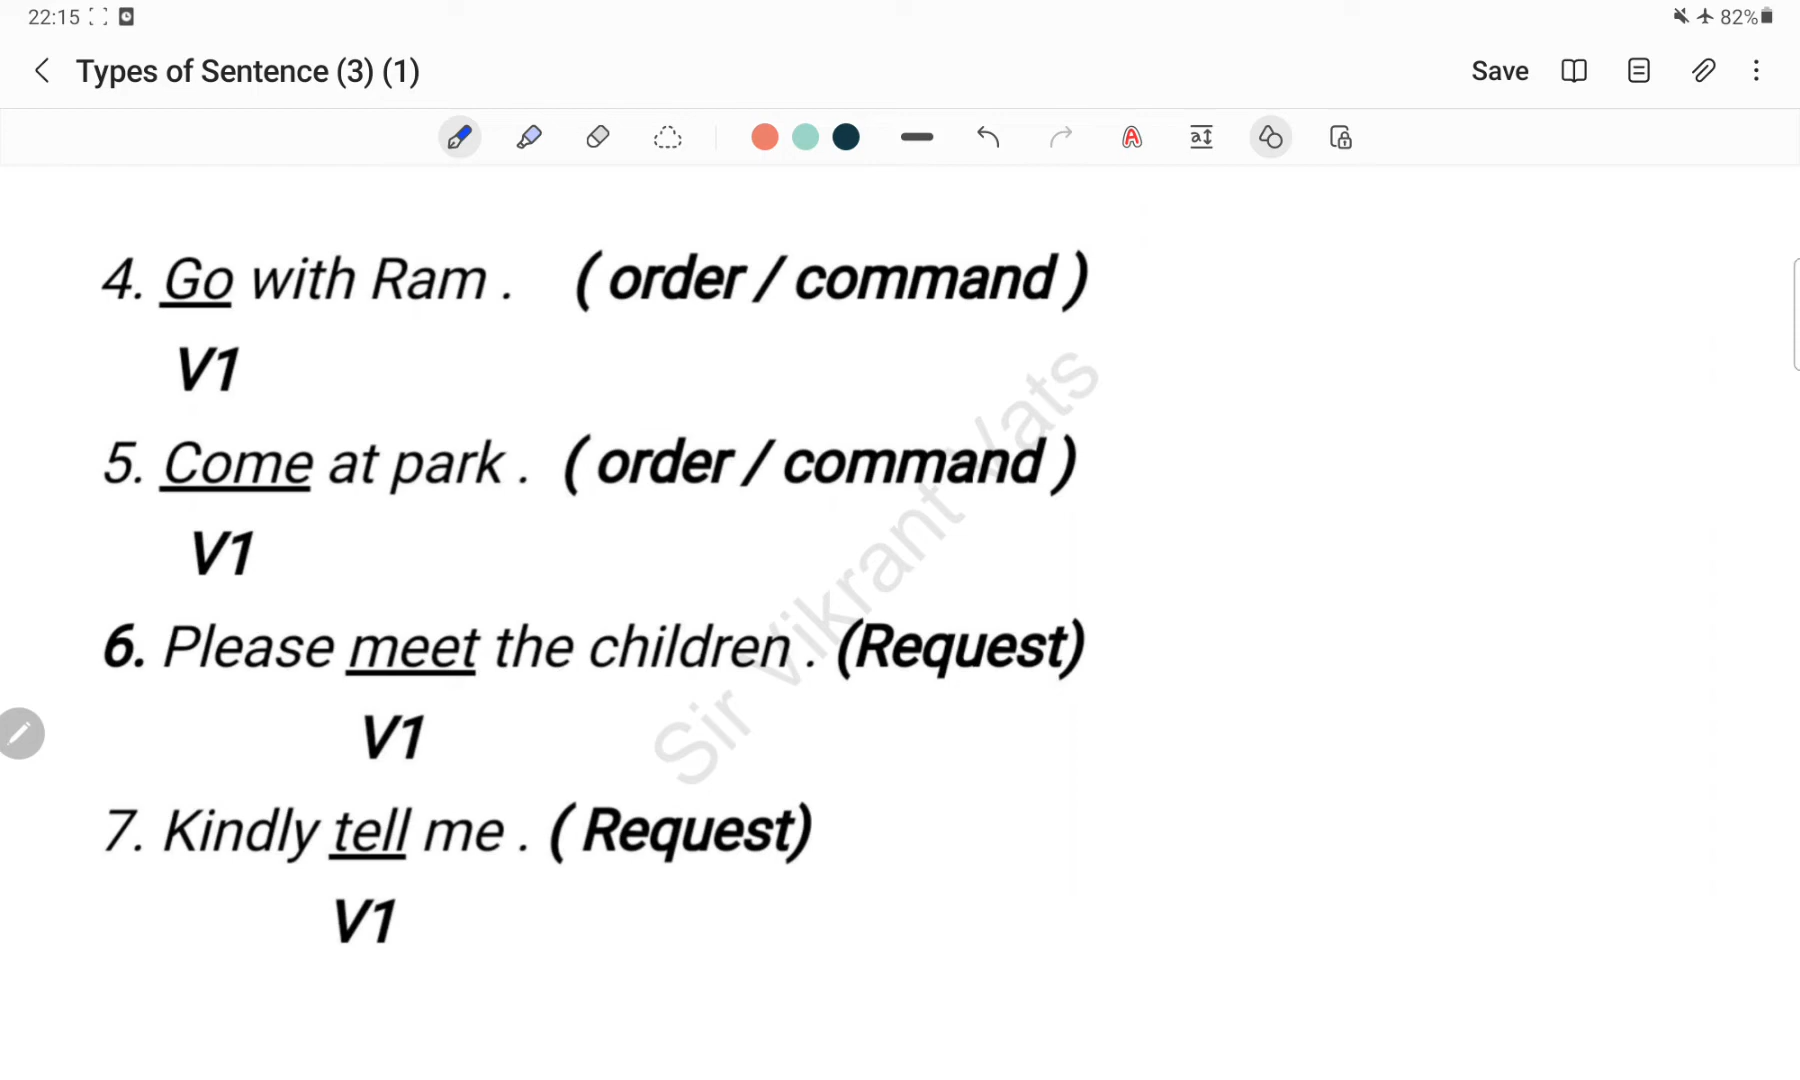 22:15 82%
Types of Sentence (3) (1) Save
4. Go with Ram . ( order / command )
V1
5. Come at park . ( order / command )
V1
6. Please meet the children . (Request)
V1
7. Kindly tell me . ( Request)
V1
Sir Vikrant Vats